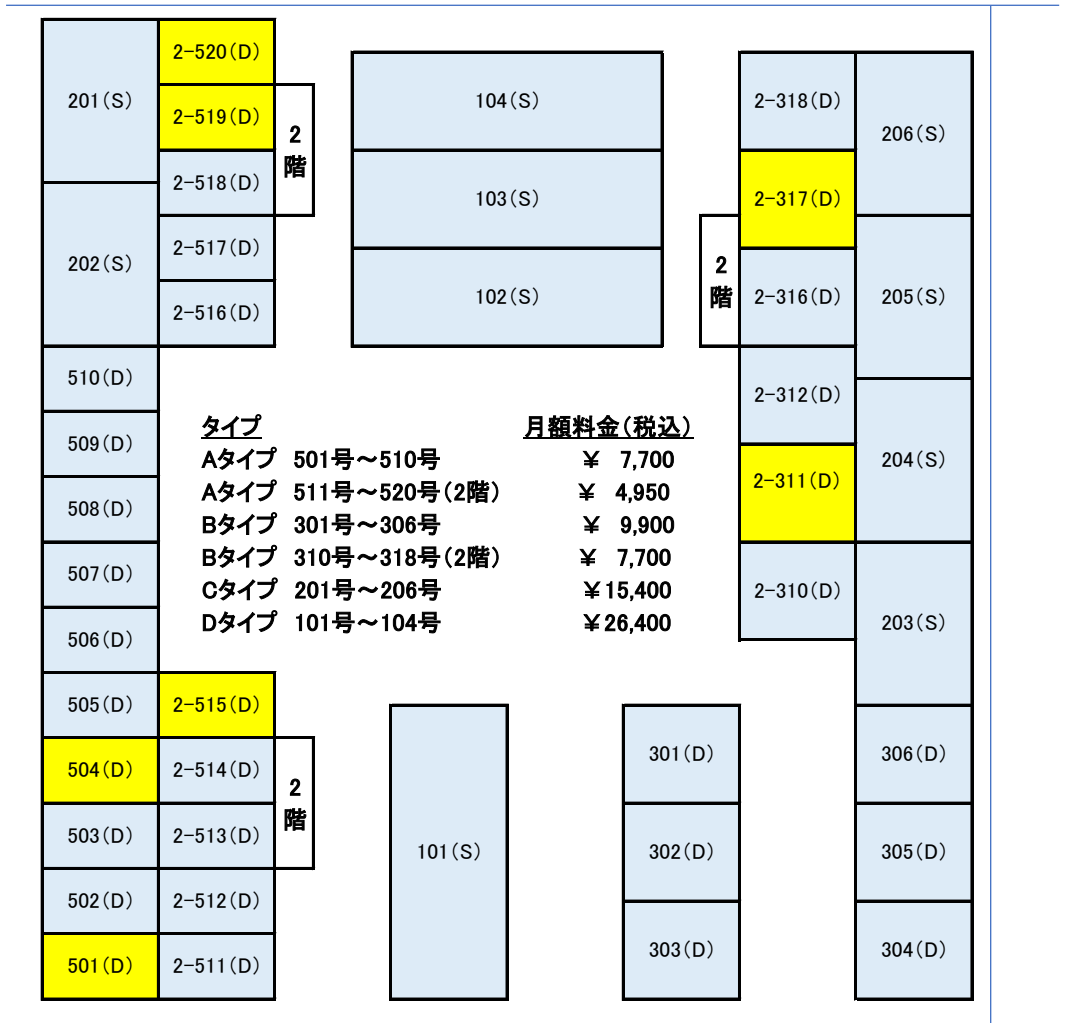 201(S)
2-520(D)
2-519(D)
2-518(D)
2
階
202(S)
2-517(D)
2-516(D)
104(S)
103(S)
102(S)
2-318(D)
206(S)
2-317(D)
2
階
2-316(D)
205(S)
2-312(D)
2-311(D)
204(S)
2-310(D)
203(S)
510(D)
509(D)
508(D)
507(D)
506(D)
タイプ 月額料金(税込)
Aタイプ 501号～510号 ¥ 7,700
Aタイプ 511号～520号(2階) ¥ 4,950
Bタイプ 301号～306号 ¥ 9,900
Bタイプ 310号～318号(2階) ¥ 7,700
Cタイプ 201号～206号 ¥15,400
Dタイプ 101号～104号 ¥26,400
505(D) 2-515(D)
504(D) 2-514(D)
2
階
503(D) 2-513(D)
502(D) 2-512(D)
501(D) 2-511(D)
101(S)
301(D)
302(D)
303(D)
306(D)
305(D)
304(D)